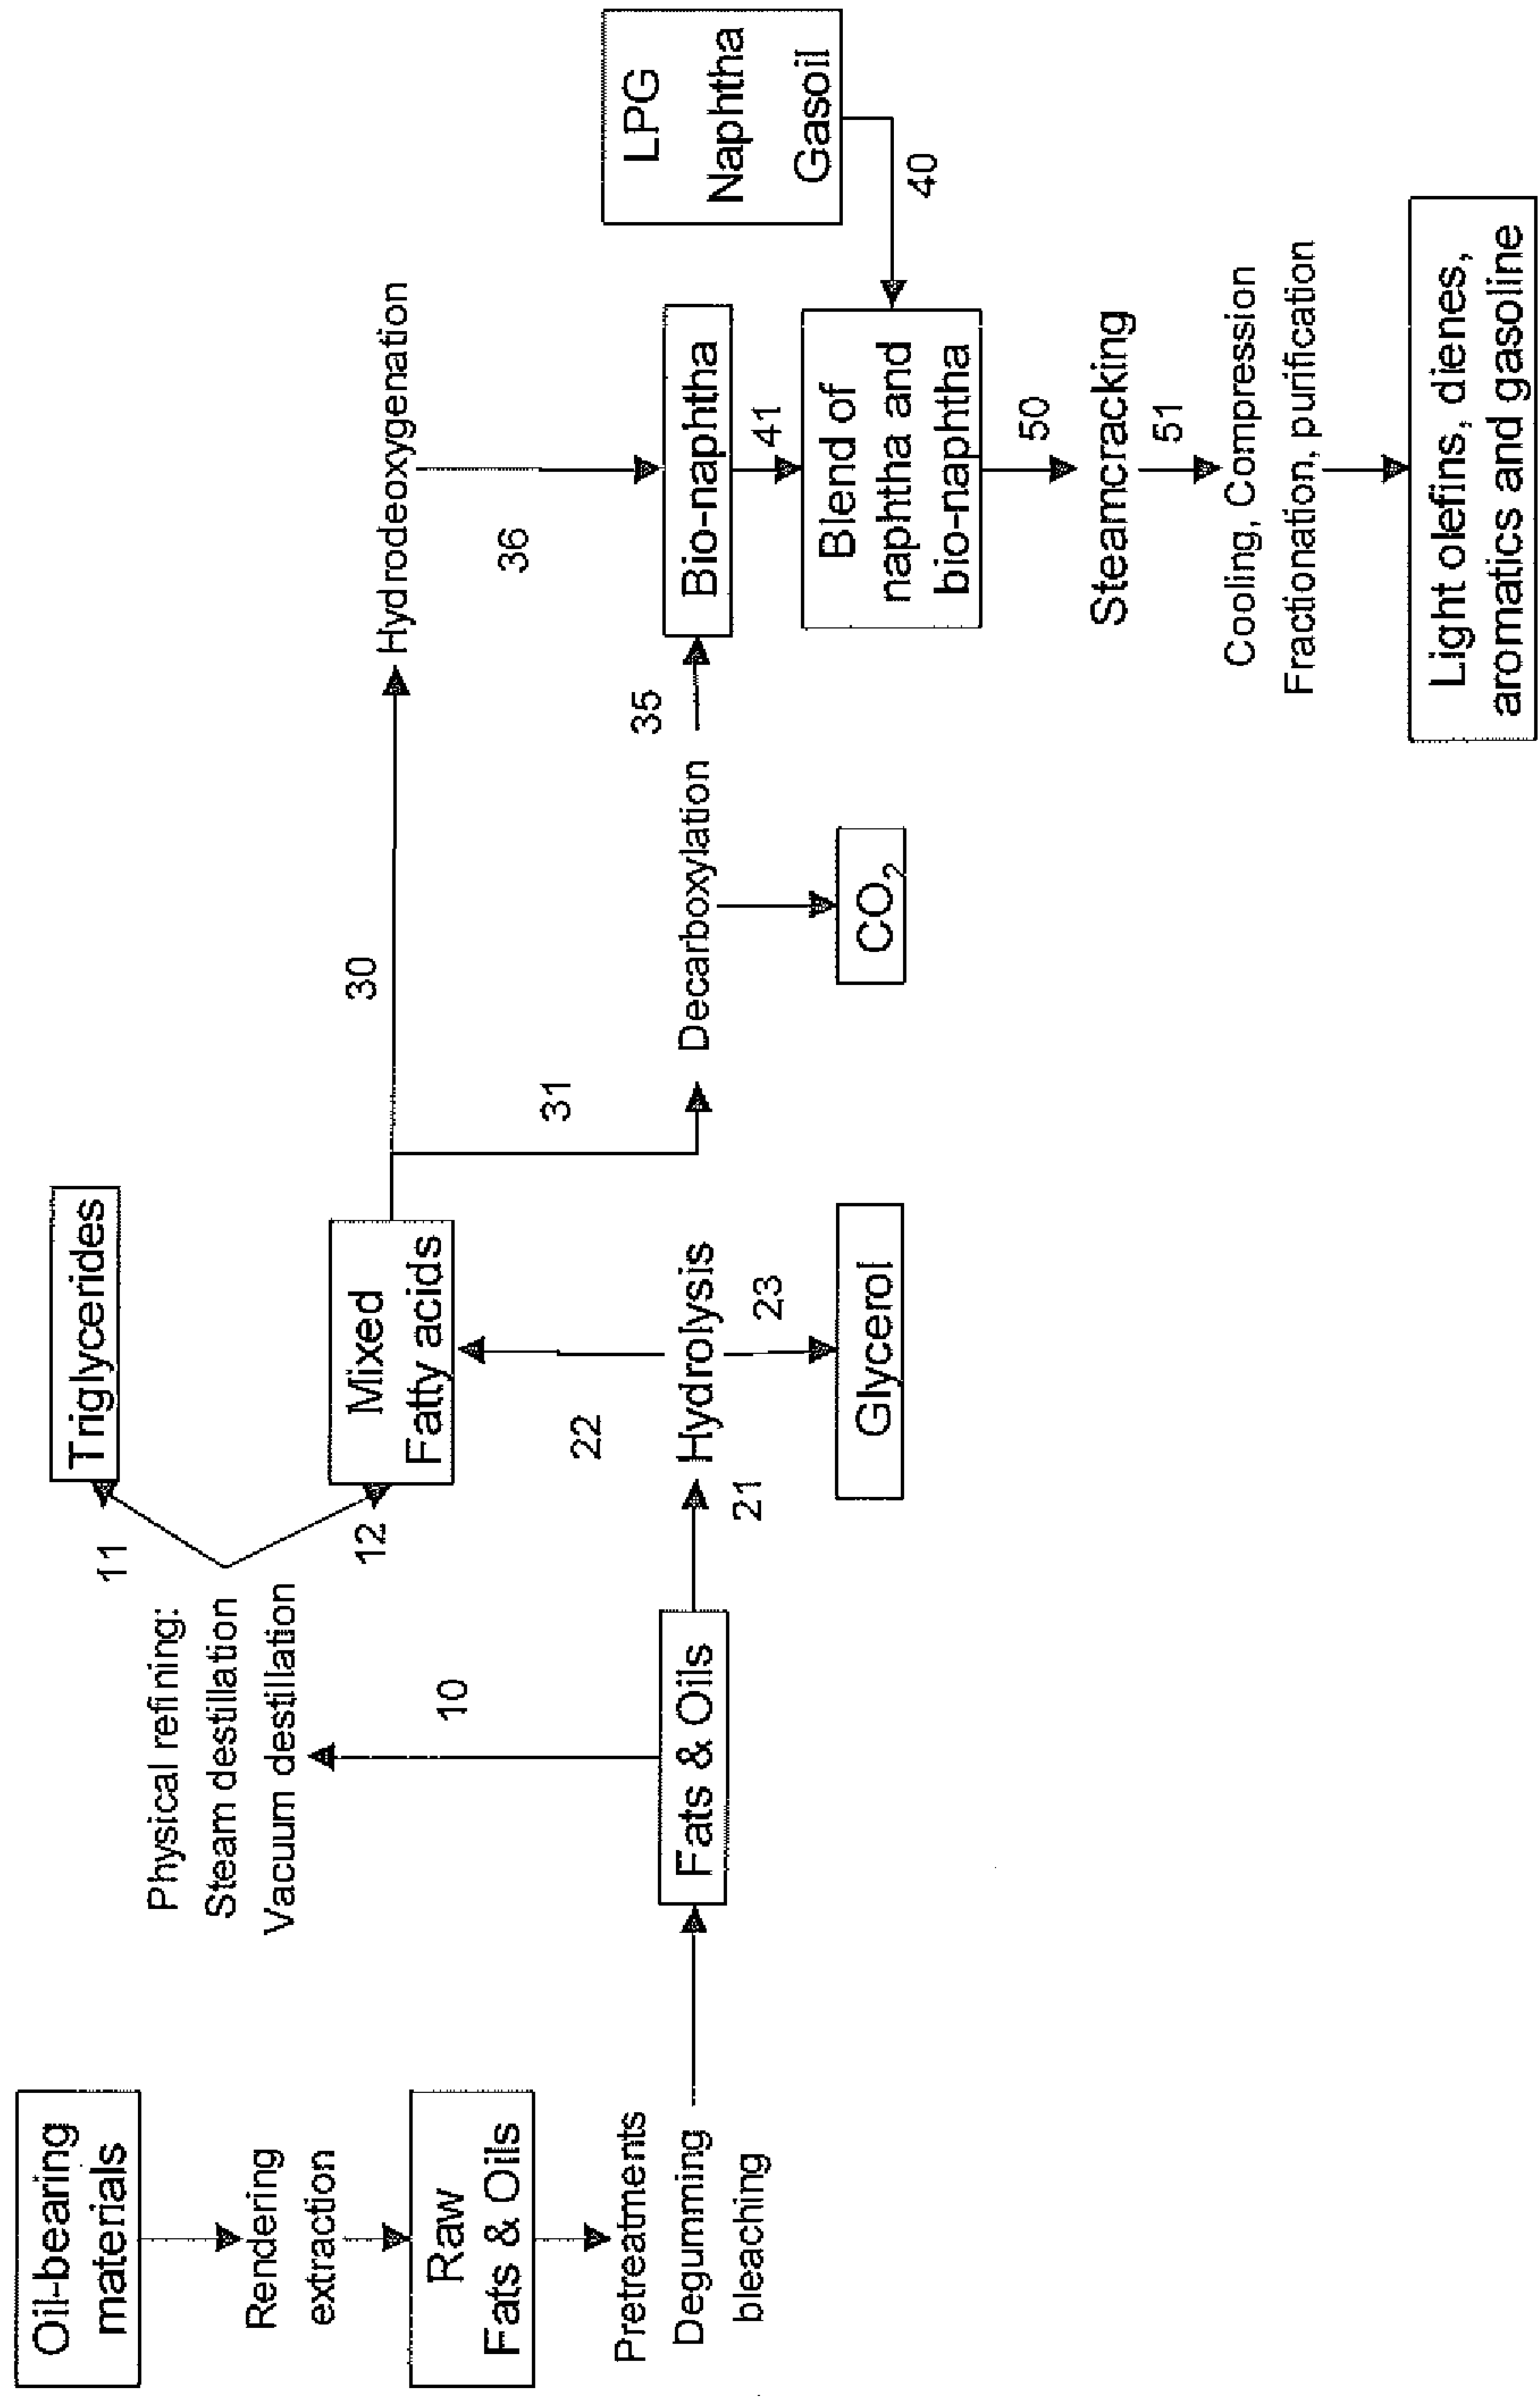 Oil-bearing
materials
Rendering
extraction
Raw
Fats & Oils
Pretreatments
Degumming
bleaching
Physical refining:
Steam destillation
Vacuum destillation
10
Fats & Oils
11
12
Triglycerides
Mixed
Fatty acids
21
Hydrolysis
22
23
Glycerol
30
31
Decarboxylation
CO₂
35
Hydrodeoxygenation
36
Bio-naphtha
41
LPG
Naphtha
Gasoil
40
Blend of
naphtha and
bio-naphtha
50
Steamcracking
51
Cooling, Compression
Fractionation, purification
Light olefins, dienes,
aromatics and gasoline